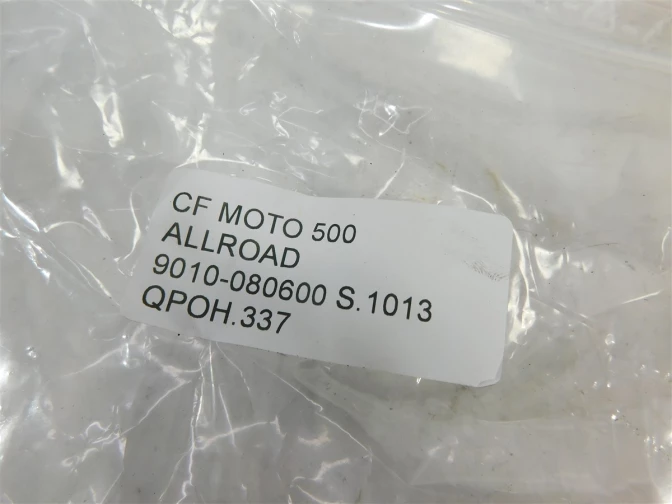 CF MOTO 500
ALLROAD
9010-080600 S.1013
QPOH.337